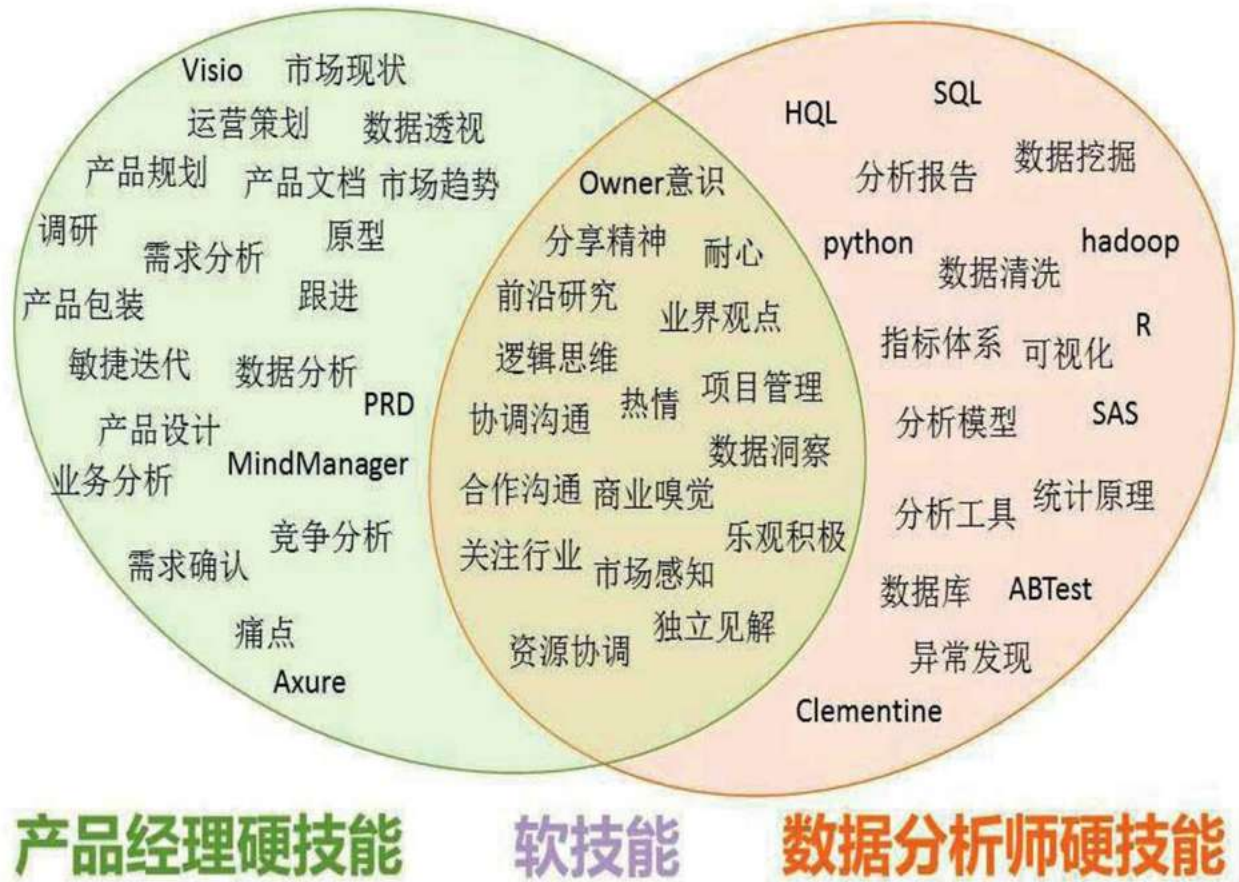 Visio
市场现状
运营策划
数据透视
产品规划
产品文档
市场趋势
调研
需求分析
原型
产品包装
跟进
敏捷迭代
数据分析
PRD
产品设计
MindManager
业务分析
竞争分析
需求确认
痛点
Axure
Owner意识
分享精神
耐心
前沿研究
业界观点
逻辑思维
热情
项目管理
协调沟通
数据洞察
合作沟通
商业嗅觉
乐观积极
关注行业
市场感知
独立见解
资源协调
HQL
SQL
分析报告
数据挖掘
python
hadoop
数据清洗
R
指标体系
可视化
分析模型
SAS
分析工具
统计原理
数据库
ABTest
异常发现
Clementine
产品经理硬技能
软技能
数据分析师硬技能